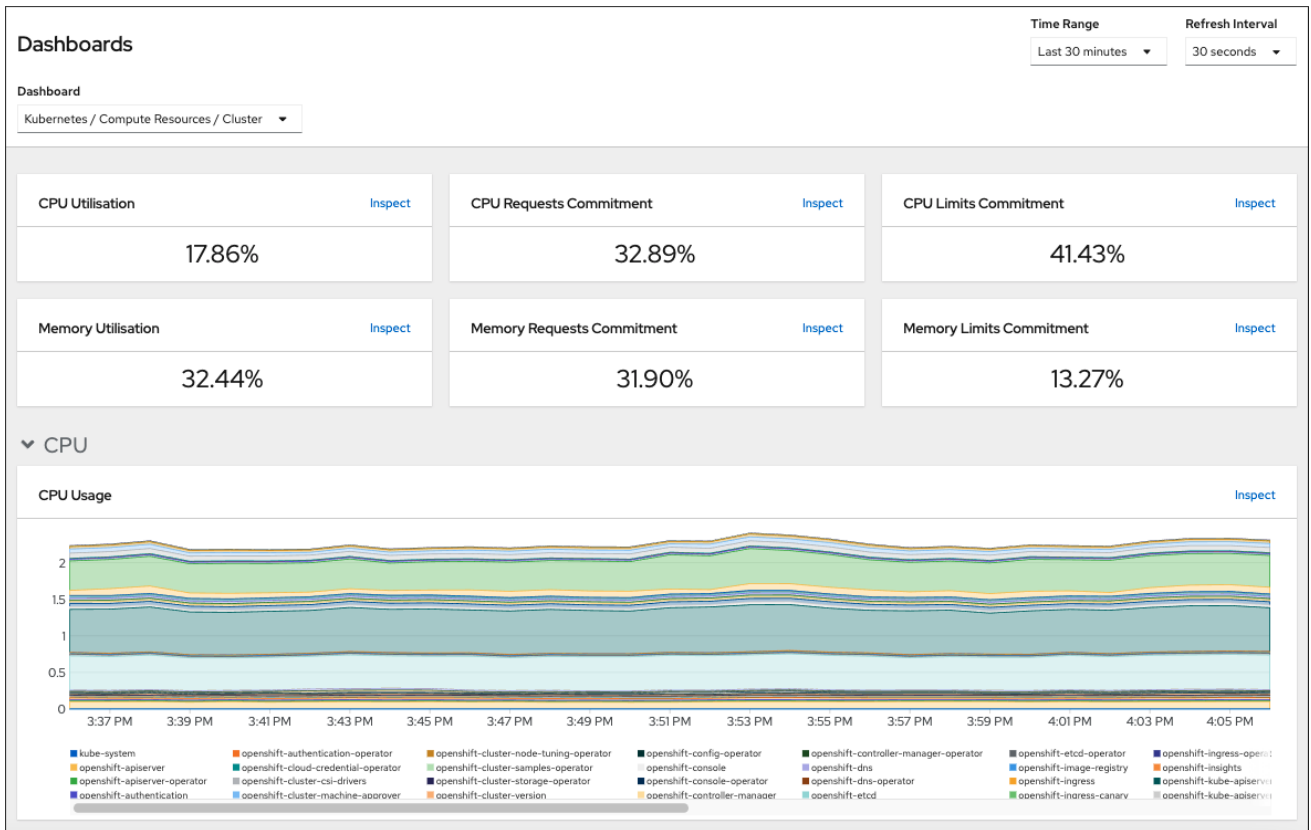 Dashboards
Time Range
Refresh Interval
Last 30 minutes
30 seconds
Dashboard
Kubernetes / Compute Resources / Cluster
CPU Utilisation Inspect
17.86%
CPU Requests Commitment Inspect
32.89%
CPU Limits Commitment Inspect
41.43%
Memory Utilisation Inspect
32.44%
Memory Requests Commitment Inspect
31.90%
Memory Limits Commitment Inspect
13.27%
CPU
CPU Usage Inspect
2
1.5
1
0.5
0
3:37 PM 3:39 PM 3:41 PM 3:43 PM 3:45 PM 3:47 PM 3:49 PM 3:51 PM 3:53 PM 3:55 PM 3:57 PM 3:59 PM 4:01 PM 4:03 PM 4:05 PM
kube-system openshift-authentication-operator openshift-cluster-node-tuning-operator openshift-config-operator openshift-controller-manager-operator openshift-etcd-operator openshift-ingress-opera
openshift-apiserver openshift-cloud-credential-operator openshift-cluster-samples-operator openshift-console openshift-dns openshift-image-registry openshift-insights
openshift-apiserver-operator openshift-cluster-csi-drivers openshift-cluster-storage-operator openshift-console-operator openshift-dns-operator openshift-ingress openshift-kube-apiserv
openshift-authentication openshift-cluster-machine-approver openshift-cluster-version openshift-controller-manager openshift-etcd openshift-ingress-canary openshift-kube-apiserv